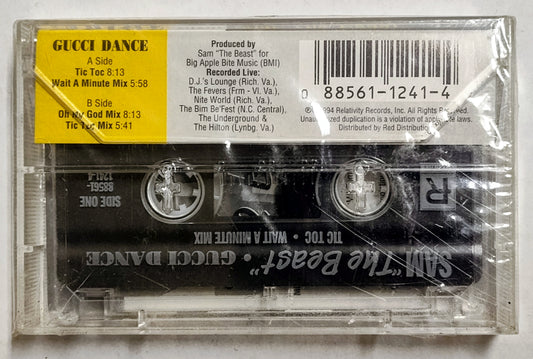 GUCCI DANCE
A Side
Tic Toc 8:13
Wait A Minute Mix 5:58
B Side
Oh My God Mix 8:13
Tic Toc Mix 5:41
Produced by
Sam "The Beast" for
Big Apple Bite Music (BMI)
Recorded Live:
D.J.'s Lounge (Rich. Va.),
The Fevers (Frm - Vl. Va.),
Nite World (Rich. Va.),
The Bim Be'Fest (N.C. Central),
The Underground &
The Hilton (Lynbg. Va.)
0 88561-1241-4
℗©1994 Relativity Records, Inc. All Rights Reserved.
Unauthorized duplication is a violation of applicable laws.
Distributed by Red Distribution
R
SAM "The Beast" • GUCCI DANCE
TIC TOC • WAIT A MINUTE MIX
SIDE ONE
88561-
1241-4